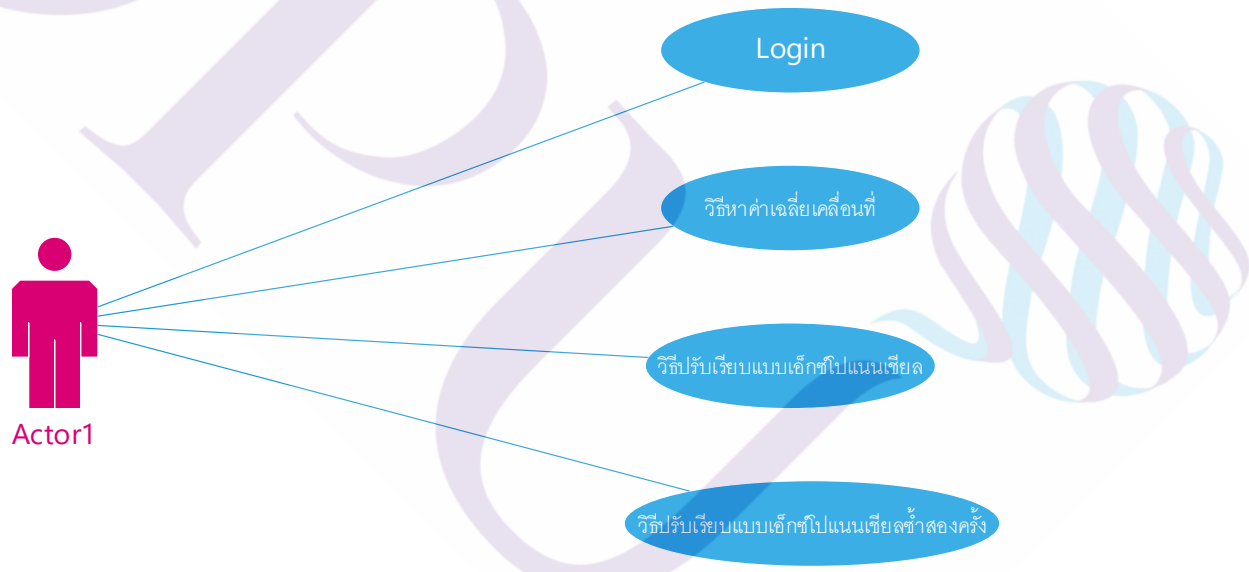 Login
วิธีหาค่าเฉลี่ยเคลื่อนที่
วิธีปรับเรียบแบบเอ็กซ์โปแนนเชียล
Actor1
วิธีปรับเรียบแบบเอ็กซ์โปแนนเชียลซ้ำสองครั้ง